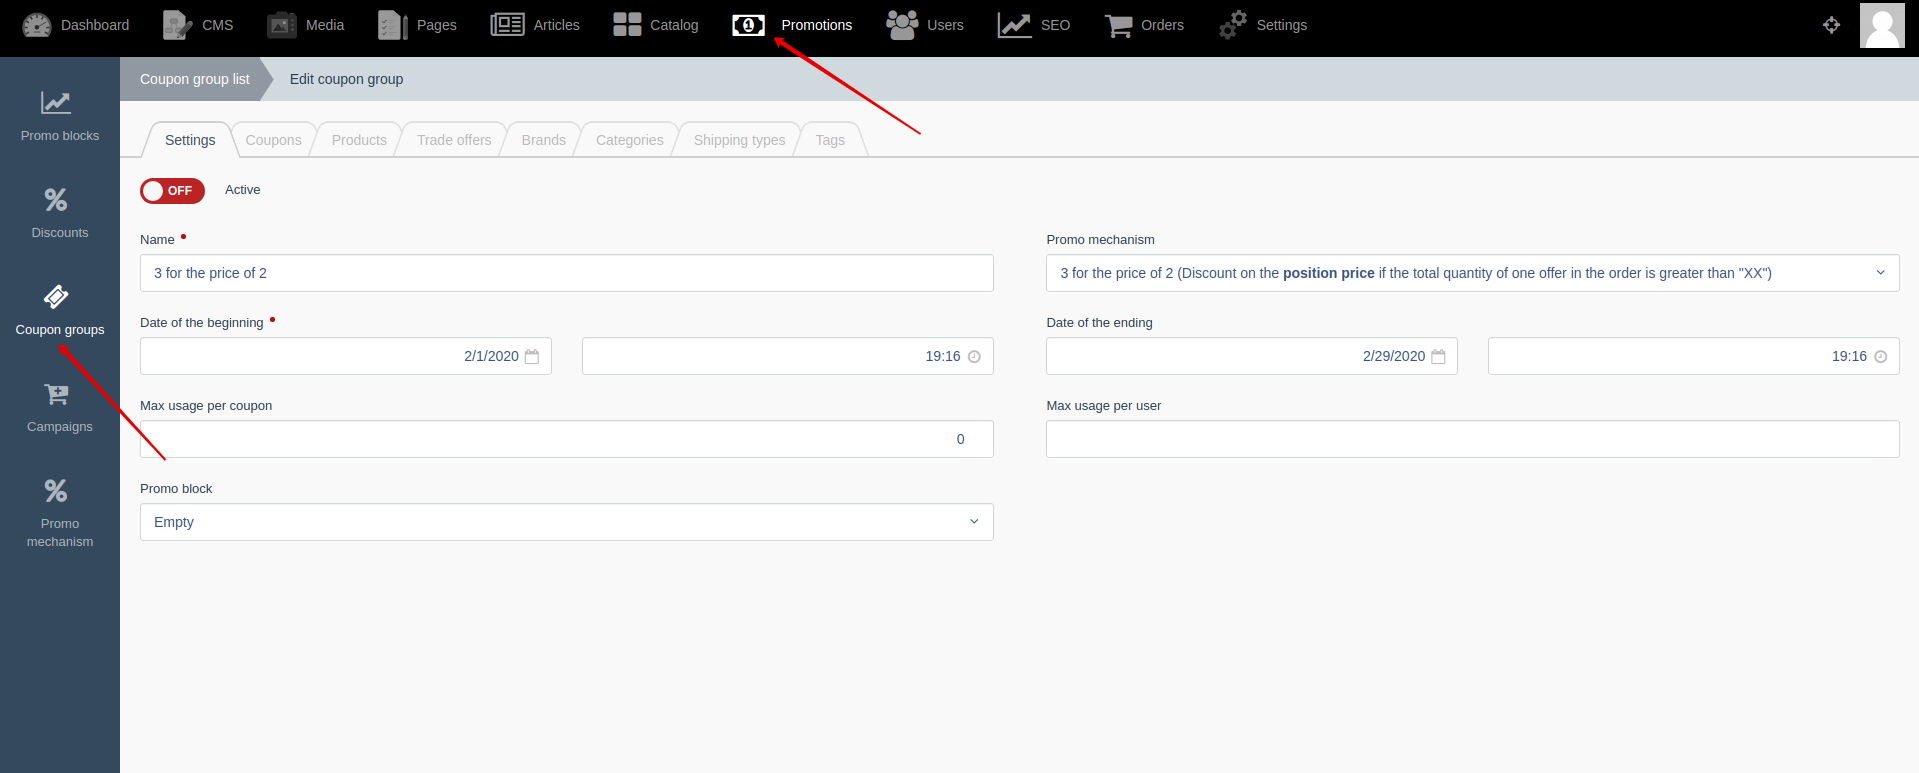 Dashboard CMS Media Pages Articles Catalog Promotions Users SEO Orders Settings
Coupon group list Edit coupon group
Promo blocks
Discounts
Coupon groups
Campaigns
Promo
mechanism
Settings Coupons Products Trade offers Brands Categories Shipping types Tags
OFF Active
Name
3 for the price of 2
Promo mechanism
3 for the price of 2 (Discount on the position price if the total quantity of one offer in the order is greater than "XX")
Date of the beginning
2/1/2020 19:16
Date of the ending
2/29/2020 19:16
Max usage per coupon
0
Max usage per user
Promo block
Empty